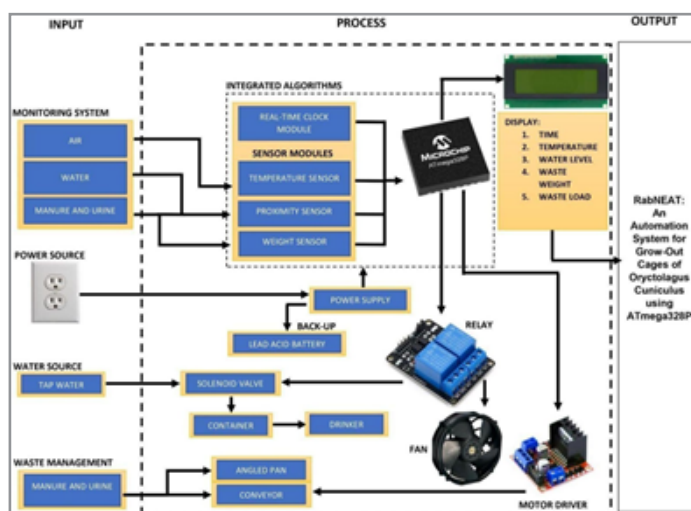 INPUT
PROCESS
OUTPUT
MONITORING SYSTEM
AIR
WATER
MANURE AND URINE
POWER SOURCE
WATER SOURCE
TAP WATER
WASTE MANAGEMENT
MANURE AND URINE
INTEGRATED ALGORITHMS
REAL-TIME CLOCK
MODULE
SENSOR MODULES
TEMPERATURE SENSOR
PROXIMITY SENSOR
WEIGHT SENSOR
POWER SUPPLY
BACK-UP
LEAD ACID BATTERY
SOLENOID VALVE
CONTAINER
DRINKER
ANGLED PAN
CONVEYOR
MICROCHIP
ATmega328P
RELAY
FAN
MOTOR DRIVER
DISPLAY:
1. TIME
2. TEMPERATURE
3. WATER LEVEL
4. WASTE
WEIGHT
5. WASTE LOAD
RabNEAT:
An
Automation
System for
Grow-Out
Cages of
Oryctolagus
Cuniculus
using
ATmega328P